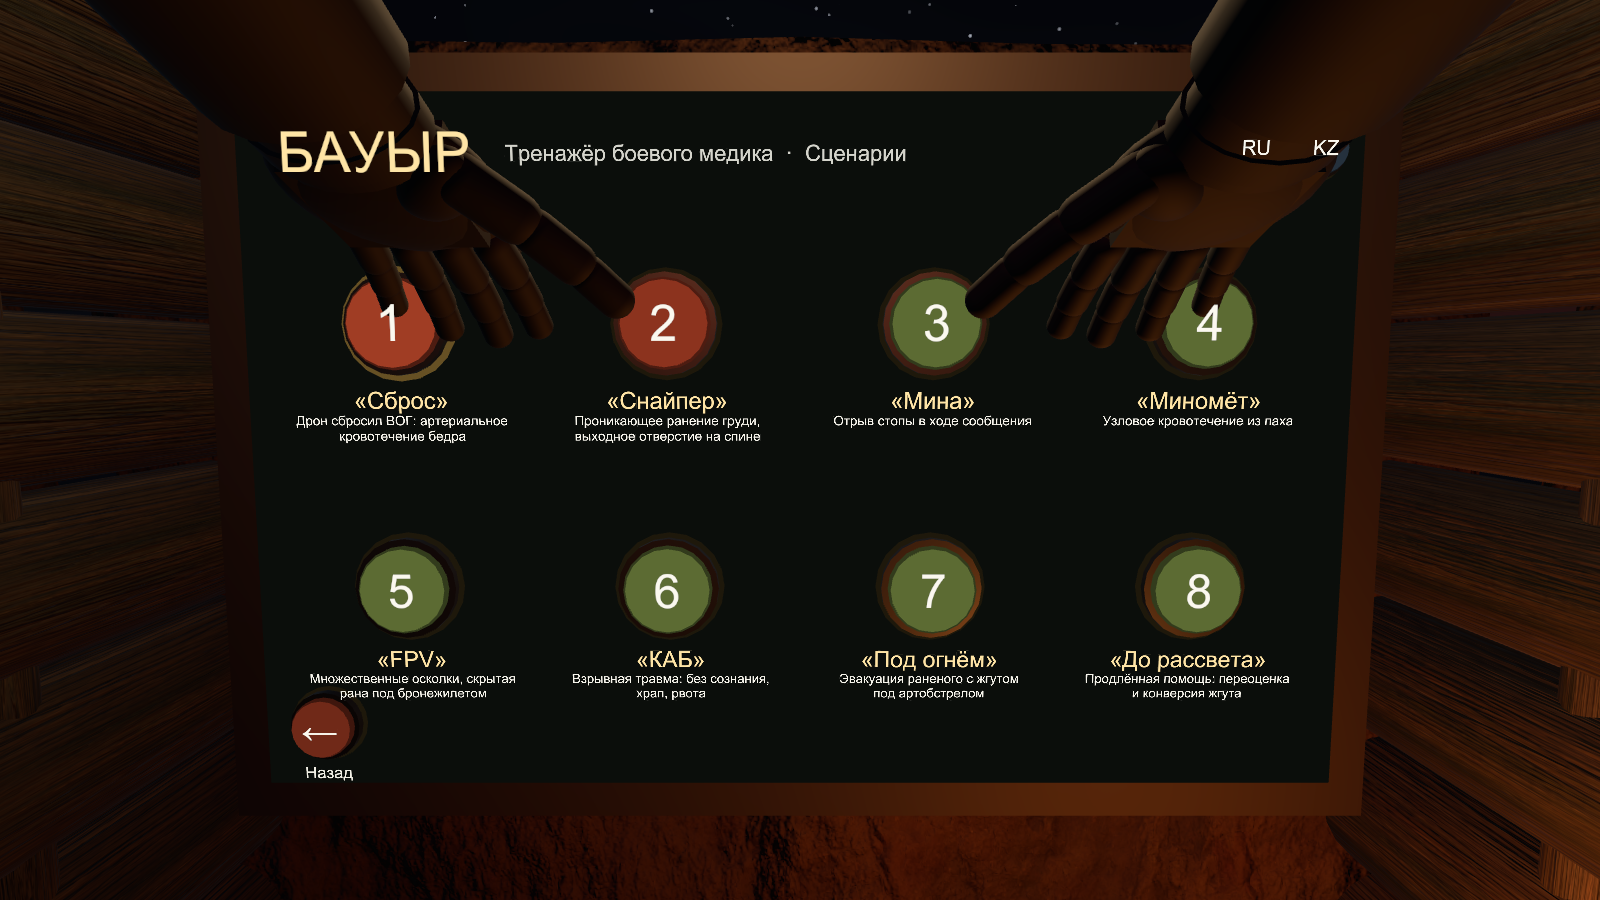 БАУЫР
Тренажёр боевого медика · Сценарии
RU
KZ
1
2
3
4
«Сброс»
Дрон сбросил ВОГ: артериальное
кровотечение бедра
«Снайпер»
Проникающее ранение груди,
выходное отверстие на спине
«Мина»
Отрыв стопы в ходе сообщения
«Миномёт»
Узловое кровотечение из паха
5
6
7
8
«FPV»
Множественные осколки, скрытая
рана под бронежилетом
«КАБ»
Взрывная травма: без сознания,
храп, рвота
«Под огнём»
Эвакуация раненого с жгутом
под артобстрелом
«До рассвета»
Продлённая помощь: переоценка
и конверсия жгута
←
Назад